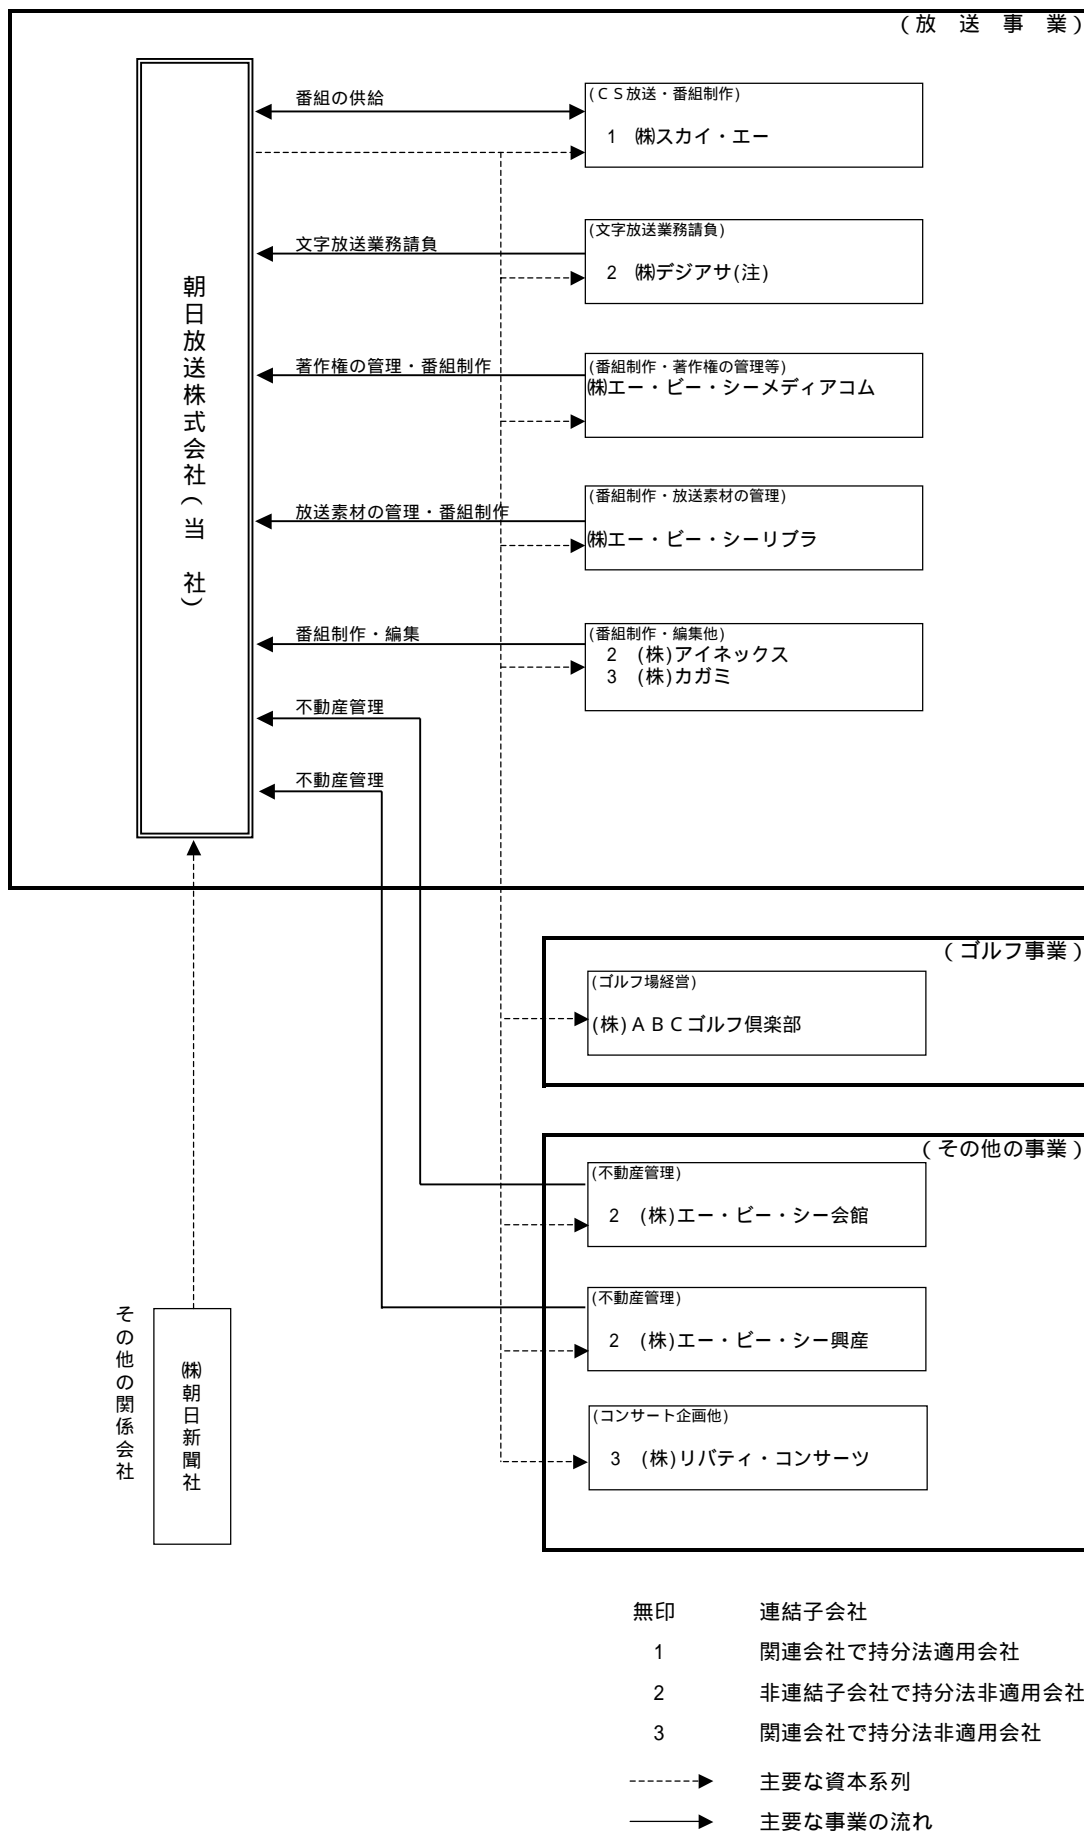 (放 送 事 業)
番組の供給
(CS放送・番組制作)
1 ㈱スカイ・エー
文字放送業務請負
(文字放送業務請負)
2 ㈱デジアサ(注)
朝日放送株式会社(当 社)
著作権の管理・番組制作
(番組制作・著作権の管理等)
㈱エー・ビー・シーメディアコム
放送素材の管理・番組制作
(番組制作・放送素材の管理)
㈱エー・ビー・シーリブラ
番組制作・編集
(番組制作・編集他)
2 (株)アイネックス
3 (株)カガミ
不動産管理
不動産管理
(ゴルフ事業)
(ゴルフ場経営)
(株)ABCゴルフ倶楽部
(その他の事業)
(不動産管理)
2 (株)エー・ビー・シー会館
(不動産管理)
2 (株)エー・ビー・シー興産
その他の関係会社
㈱朝日新聞社
(コンサート企画他)
3 (株)リバティ・コンサーツ
無印 連結子会社
1 関連会社で持分法適用会社
2 非連結子会社で持分法非適用会社
3 関連会社で持分法非適用会社
主要な資本系列
主要な事業の流れ